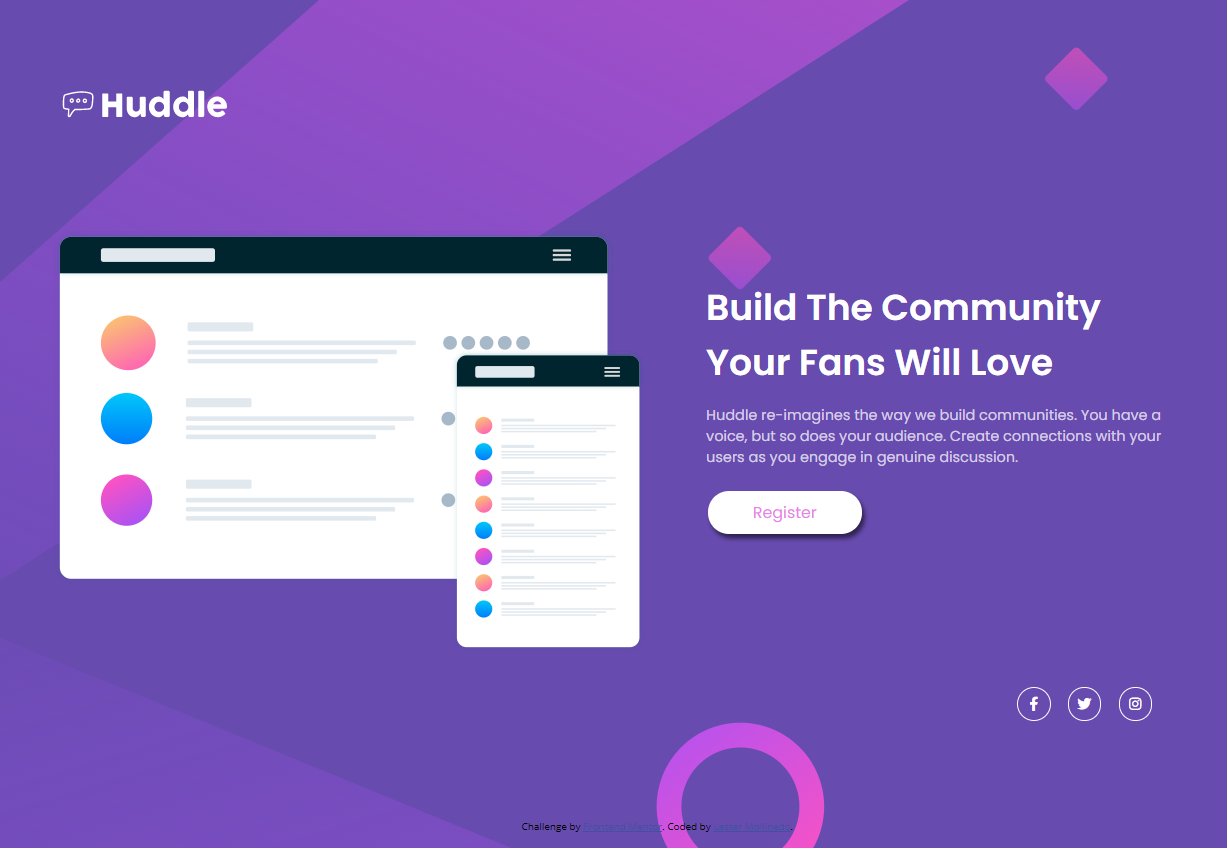 Huddle
Build The Community
Your Fans Will Love
Huddle re-imagines the way we build communities. You have a
voice, but so does your audience. Create connections with your
users as you engage in genuine discussion.
Register
Challenge by Frontend Mentor. Coded by